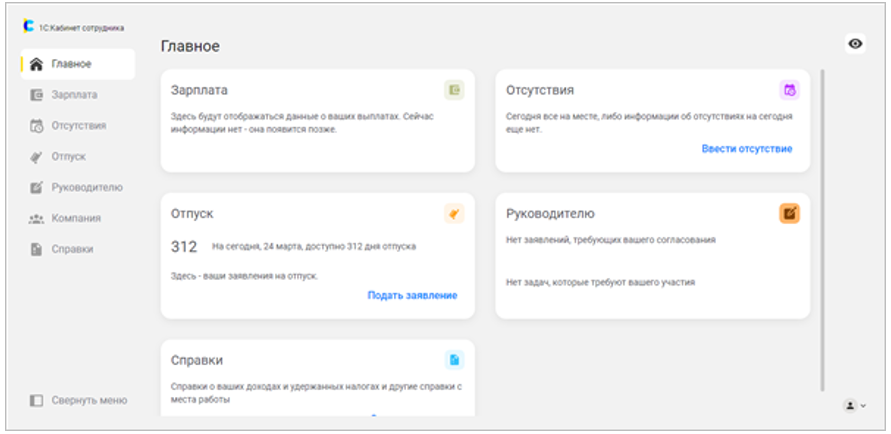 1С:Кабинет сотрудника
Главное
Зарплата
Отсутствия
Отпуск
Руководителю
Компания
Справки
Свернуть меню
Главное
Зарплата
Здесь будут отображаться данные о ваших выплатах. Сейчас
информации нет - она появится позже.
Отсутствия
Сегодня все на месте, либо информации об отсутствиях на сегодня
еще нет.
Ввести отсутствие
Отпуск
312 На сегодня, 24 марта, доступно 312 дня отпуска
Здесь - ваши заявления на отпуск.
Подать заявление
Руководителю
Нет заявлений, требующих вашего согласования
Нет задач, которые требуют вашего участия
Справки
Справки о ваших доходах и удержанных налогах и другие справки с
места работы